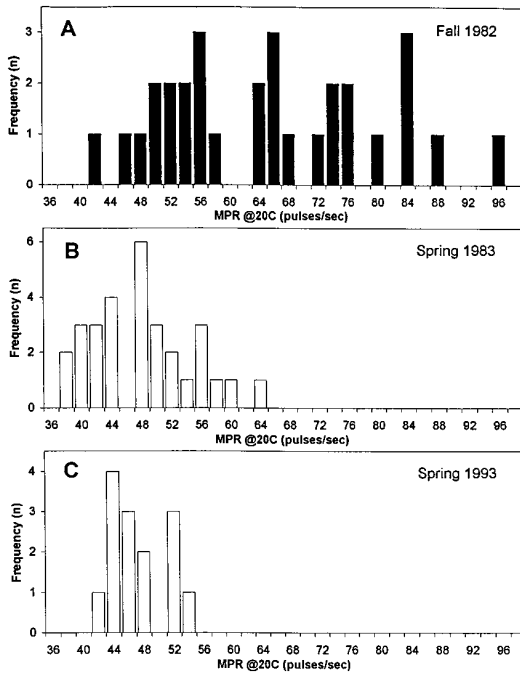 A
Fall 1982
Frequency (n)
3
2
1
0
36 40 44 48 52 56 60 64 68 72 76 80 84 88 92 96
MPR @20C (pulses/sec)
B
Spring 1983
Frequency (n)
6
4
2
0
36 40 44 48 52 56 60 64 68 72 76 80 84 88 92 96
MPR @20C (pulses/sec)
C
Spring 1993
Frequency (n)
4
3
2
1
0
36 40 44 48 52 56 60 64 68 72 76 80 84 88 92 96
MPR @20C (pulses/sec)